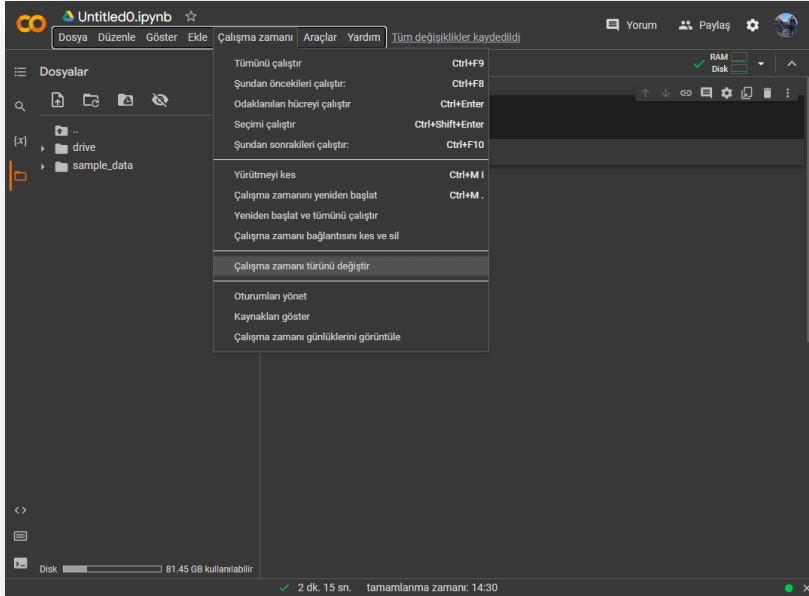 Untitled0.ipynb
Dosya Düzenle Göster Ekle Çalışma zamanı Araçlar Yardım Tüm değişiklikler kaydedildi
Yorum Paylaş
RAM
Disk
Dosyalar
..
drive
sample_data
Tümünü çalıştır Ctrl+F9
Şundan öncekileri çalıştır: Ctrl+F8
Odaklanılan hücreyi çalıştır Ctrl+Enter
Seçimi çalıştır Ctrl+Shift+Enter
Şundan sonrakileri çalıştır: Ctrl+F10
Yürütmeyi kes Ctrl+M I
Çalışma zamanını yeniden başlat Ctrl+M .
Yeniden başlat ve tümünü çalıştır
Çalışma zamanı bağlantısını kes ve sil
Çalışma zamanı türünü değiştir
Oturumları yönet
Kaynakları göster
Çalışma zamanı günlüklerini görüntüle
Disk 81.45 GB kullanılabilir
2 dk. 15 sn. tamamlanma zamanı: 14:30